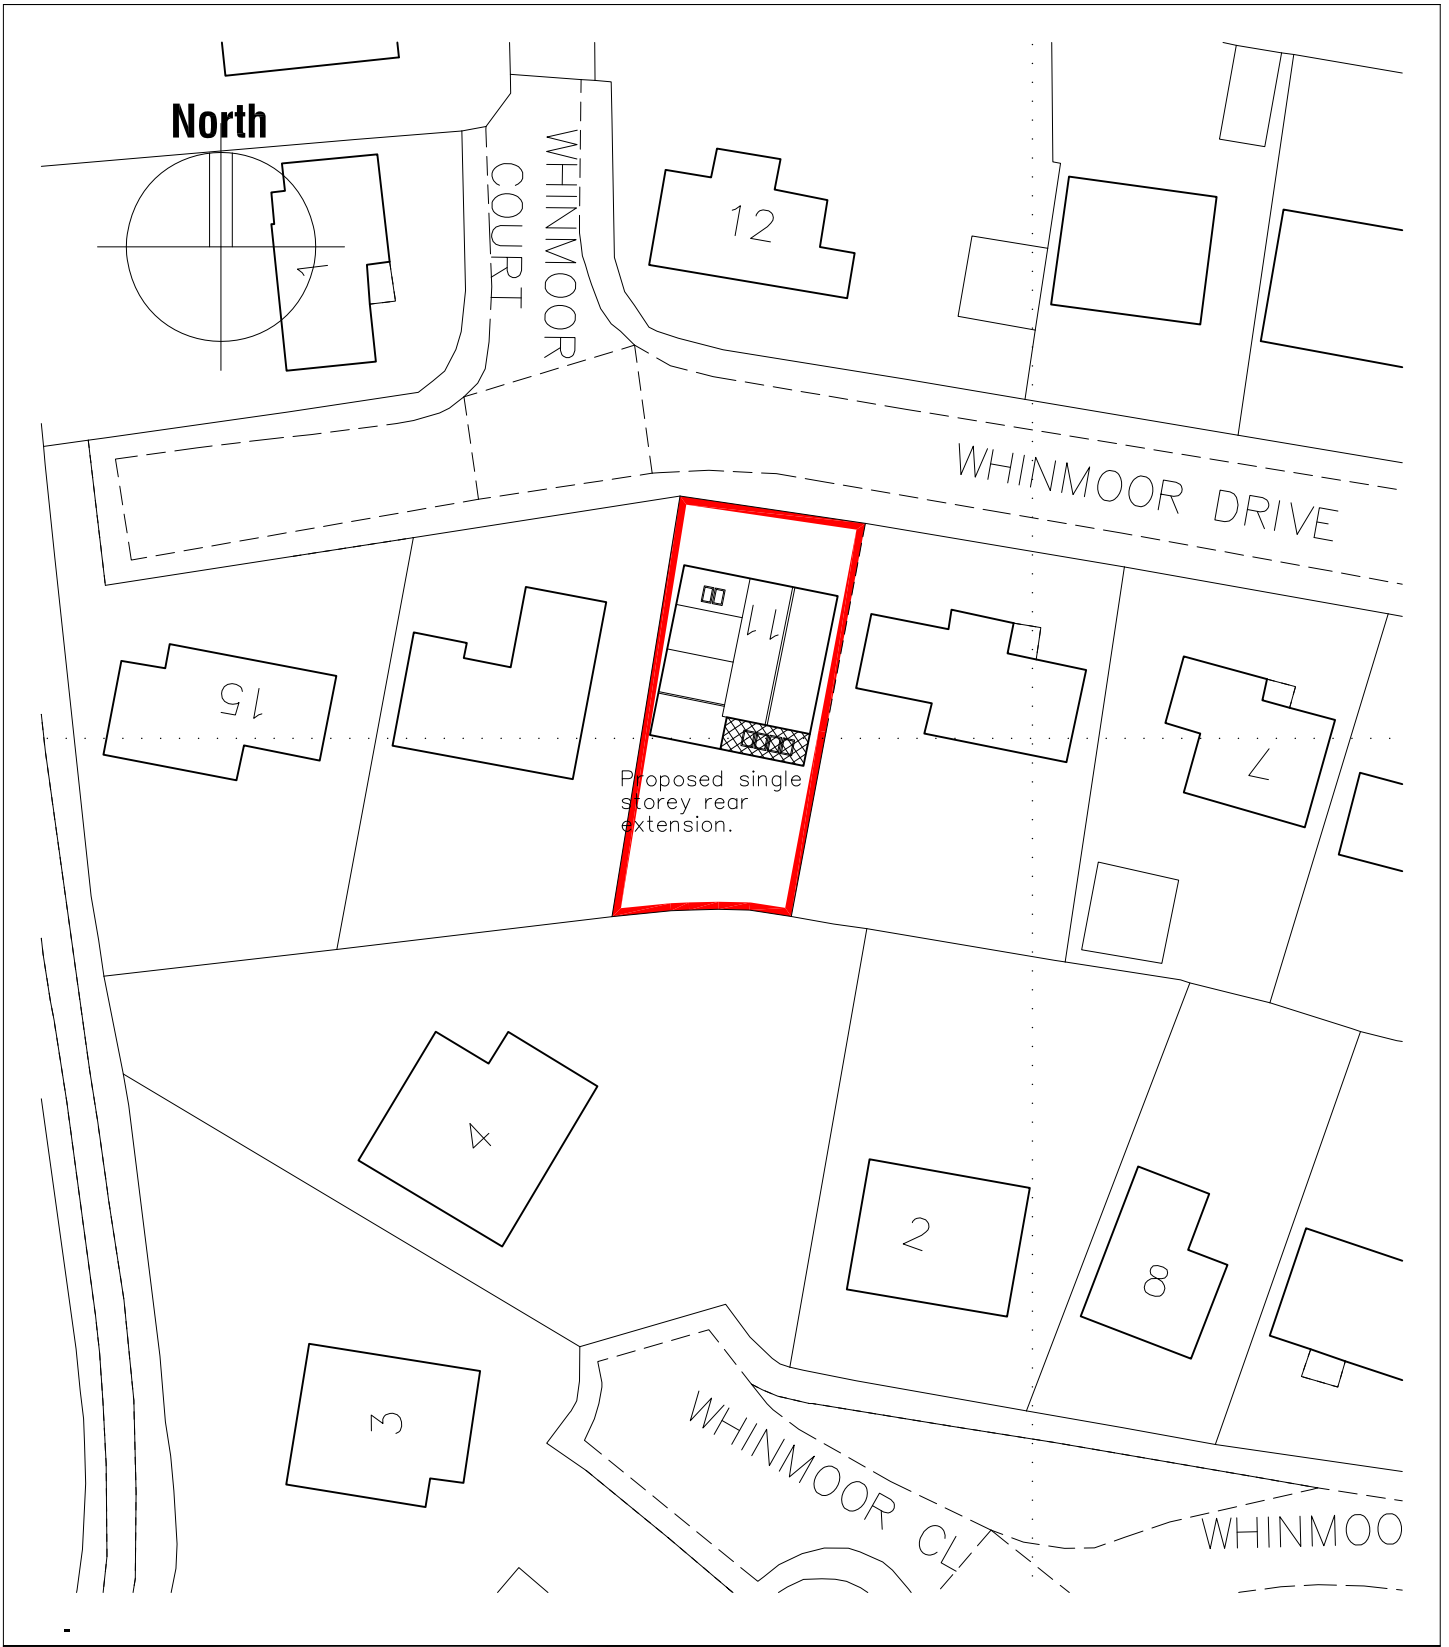 North
WHINMOOR
COURT
12
1
WHINMOOR DRIVE
11
15
7
Proposed single
storey rear
extension.
4
2
8
3
WHINMOOR CL
WHINMOO
-